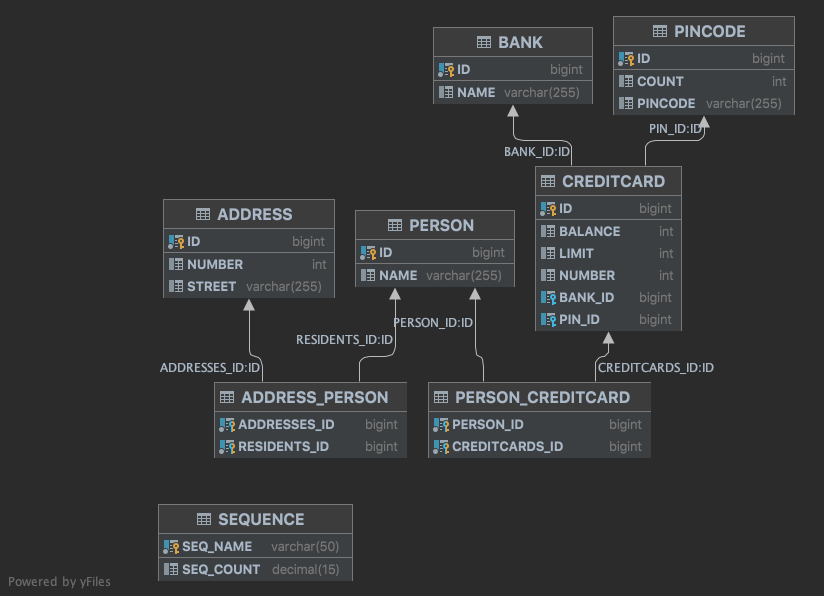 BANK
ID bigint
NAME varchar(255)
PINCODE
ID bigint
COUNT int
PINCODE varchar(255)
BANK_ID:ID
PIN_ID:ID
CREDITCARD
ID bigint
BALANCE int
LIMIT int
NUMBER int
BANK_ID bigint
PIN_ID bigint
ADDRESS
ID bigint
NUMBER int
STREET varchar(255)
PERSON
ID bigint
NAME varchar(255)
ADDRESSES_ID:ID
RESIDENTS_ID:ID
PERSON_ID:ID
CREDITCARDS_ID:ID
ADDRESS_PERSON
ADDRESSES_ID bigint
RESIDENTS_ID bigint
PERSON_CREDITCARD
PERSON_ID bigint
CREDITCARDS_ID bigint
SEQUENCE
SEQ_NAME varchar(50)
SEQ_COUNT decimal(15)
Powered by yFiles